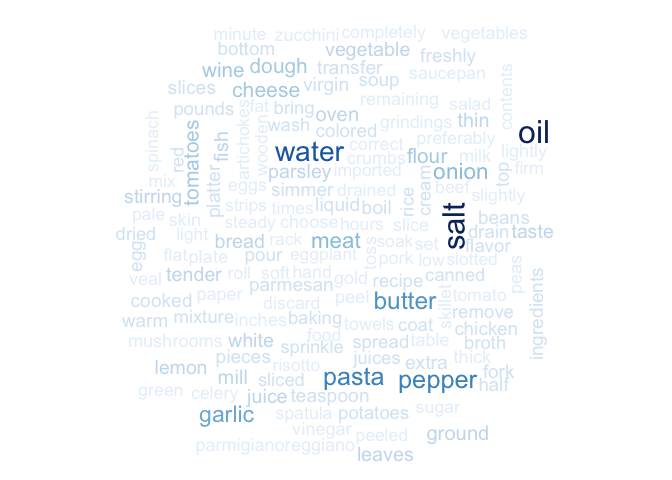 minute zucchini completely vegetables
bottom vegetable freshly
wine dough transfer saucepan
slices cheese virgin soup contents
pounds fat bring remaining salad
wash oven grindings thin oil
spinach red tomatoes fish artichokes wooden colored correct preferably lightly
water crumbs flour milk firm
mix platter parsley imported onion top
stirring eggs simmer drained rice cream beef slightly
pale skin strips times liquid boil salt beans
dried light steady choose hours slice drain taste
egg bread rack meat toss soak set flavor
flat plate pour eggplant pork low slotted
veal tender roll soft hand gold recipe canned peas
cooked paper parmesan peel butter skillet tomato ingredients
warm mixture inches discard baking towels coat remove
mushrooms white food spread table chicken
pieces sprinkle juices extra broth
lemon mill risotto thick fork
green celery sliced pasta pepper half
juice teaspoon sugar
garlic spatula potatoes
vinegar peeled ground
parmigianoreggiano leaves